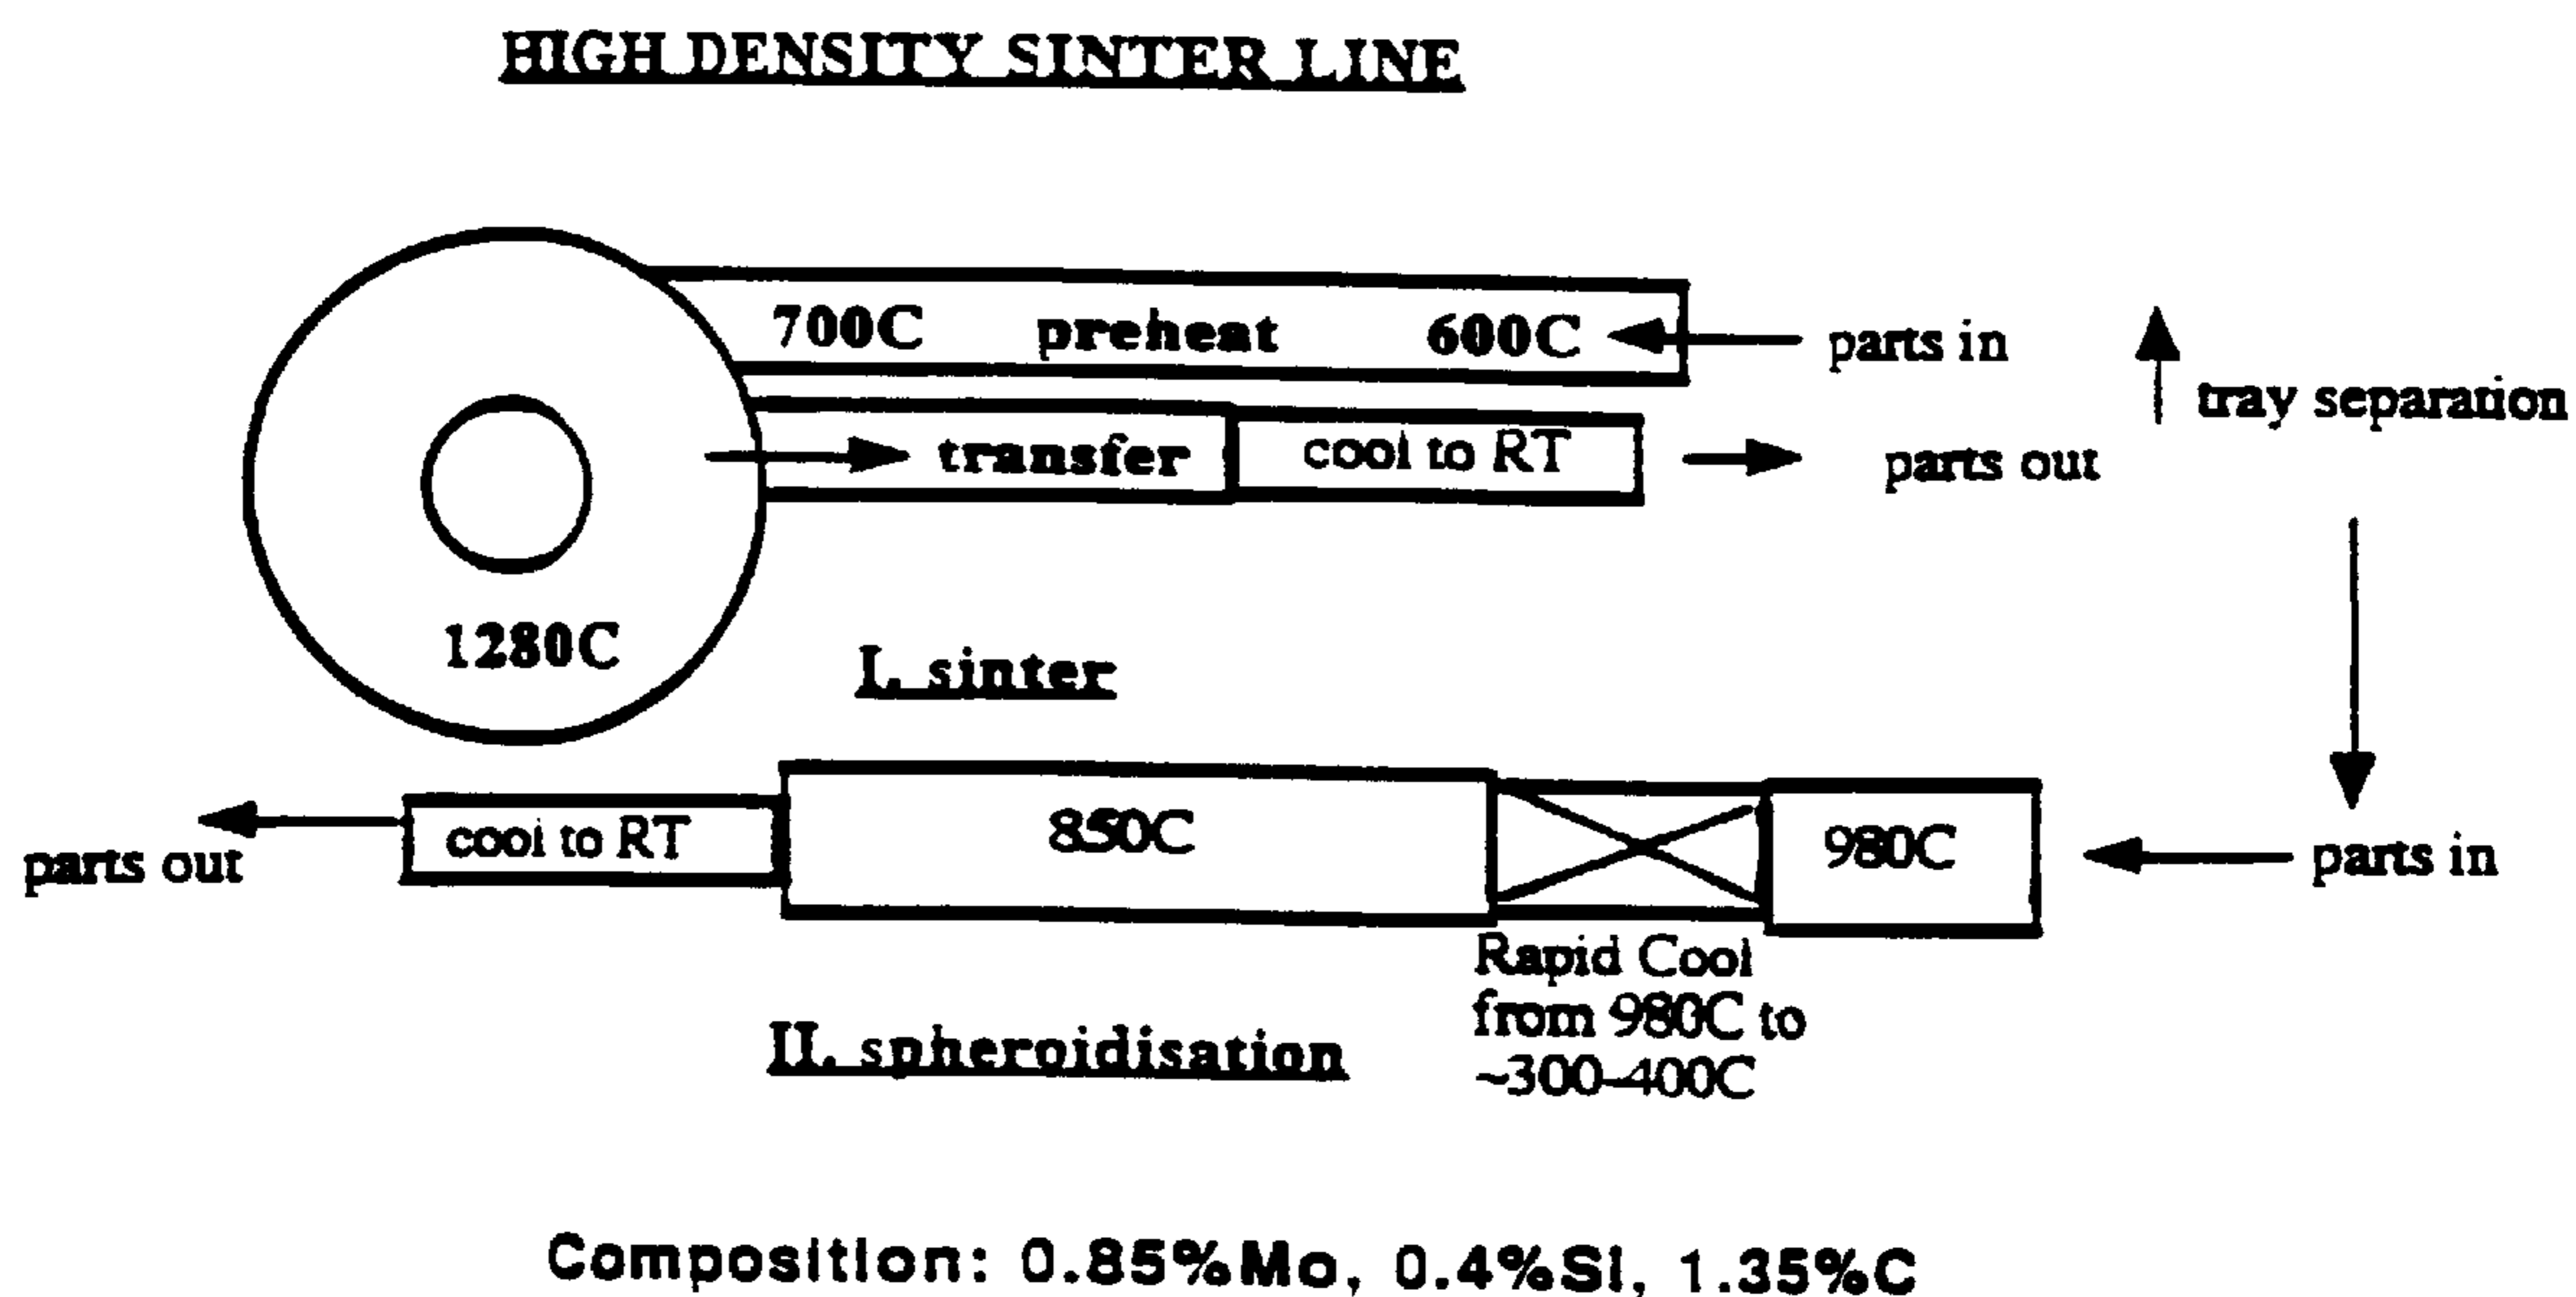 HIGH DENSITY SINTER LINE
700C preheat 600C
parts in
tray separation
transfer
cool to RT
parts out
1280C
I. sinter
parts out
cool to RT
850C
980C
parts in
Rapid Cool
from 980C to
~300-400C
II. spheroidisation
Composition: 0.85%Mo, 0.4%Si, 1.35%C